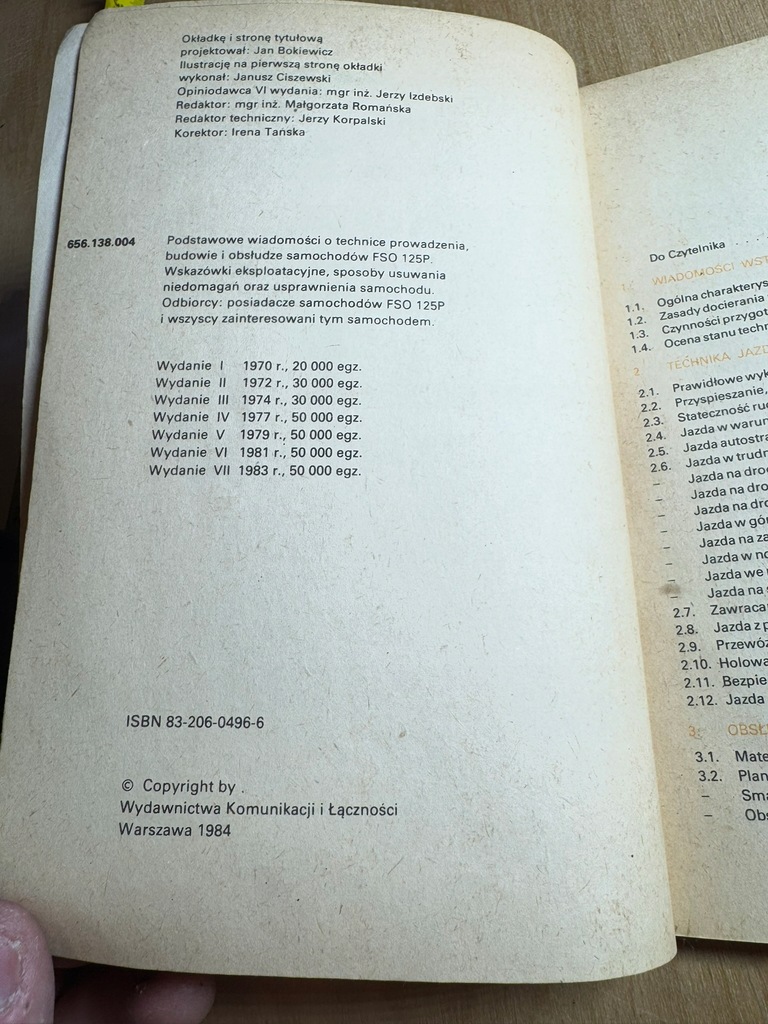 Okładkę i stronę tytułową
projektował: Jan Bokiewicz
Ilustrację na pierwszą stronę okładki
wykonał: Janusz Ciszewski
Opiniodawca VI wydania: mgr inż. Jerzy Izdebski
Redaktor: mgr inż. Małgorzata Romańska
Redaktor techniczny: Jerzy Korpalski
Korektor: Irena Tańska
656.138.004
Podstawowe wiadomości o technice prowadzenia,
budowie i obsłudze samochodów FSO 125P.
Wskazówki eksploatacyjne, sposoby usuwania
niedomagań oraz usprawnienia samochodu.
Odbiorcy: posiadacze samochodów FSO 125P
i wszyscy zainteresowani tym samochodem.
Wydanie I 1970 r., 20 000 egz.
Wydanie II 1972 r., 30 000 egz.
Wydanie III 1974 r., 30 000 egz.
Wydanie IV 1977 r., 50 000 egz.
Wydanie V 1979 r., 50 000 egz.
Wydanie VI 1981 r., 50 000 egz.
Wydanie VII 1983 r., 50 000 egz.
ISBN 83-206-0496-6
© Copyright by .
Wydawnictwa Komunikacji i Łączności
Warszawa 1984
Do Czytelnika . . .
1. WIADOMOŚCI WST
1.1. Ogólna charakterys
1.2. Zasady docierania
1.3. Czynności przygot
1.4. Ocena stanu techn
2. TECHNIKA JAZD
2.1. Prawidłowe wyk
2.2. Przyspieszanie,
2.3. Stateczność ruc
2.4. Jazda w warun
2.5. Jazda autostra
2.6. Jazda w trudn
– Jazda na drog
– Jazda na dro
– Jazda na dro
– Jazda w gór
– Jazda na za
– Jazda w no
– Jazda we
– Jazda na
2.7. Zawraca
2.8. Jazda z p
2.9. Przewóz
2.10. Holowa
2.11. Bezpie
2.12. Jazda
3. OBSŁ
3.1. Mate
3.2. Plan
– Sma
– Obs